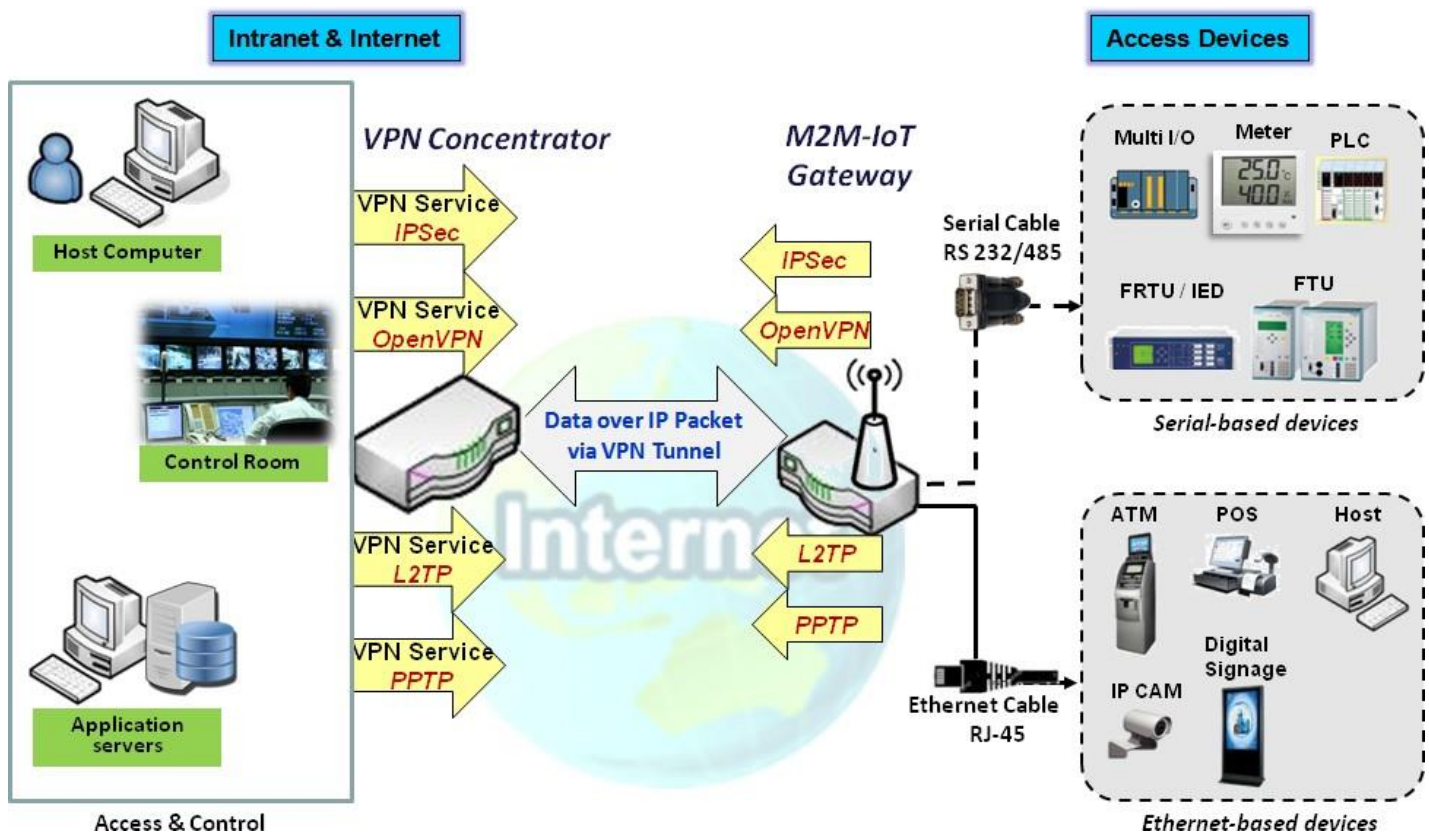 Intranet & Internet
Access Devices
VPN Concentrator
M2M-IoT
Gateway
Host Computer
Control Room
Application
servers
Access & Control
VPN Service
IPSec
VPN Service
OpenVPN
VPN Service
L2TP
VPN Service
PPTP
Data over IP Packet
via VPN Tunnel
Internet
IPSec
OpenVPN
L2TP
PPTP
Serial Cable
RS 232/485
Ethernet Cable
RJ-45
Multi I/O
Meter
25.0 °C
40.0
PLC
FRTU / IED
FTU
Serial-based devices
ATM
POS
Host
IP CAM
Digital
Signage
Ethernet-based devices